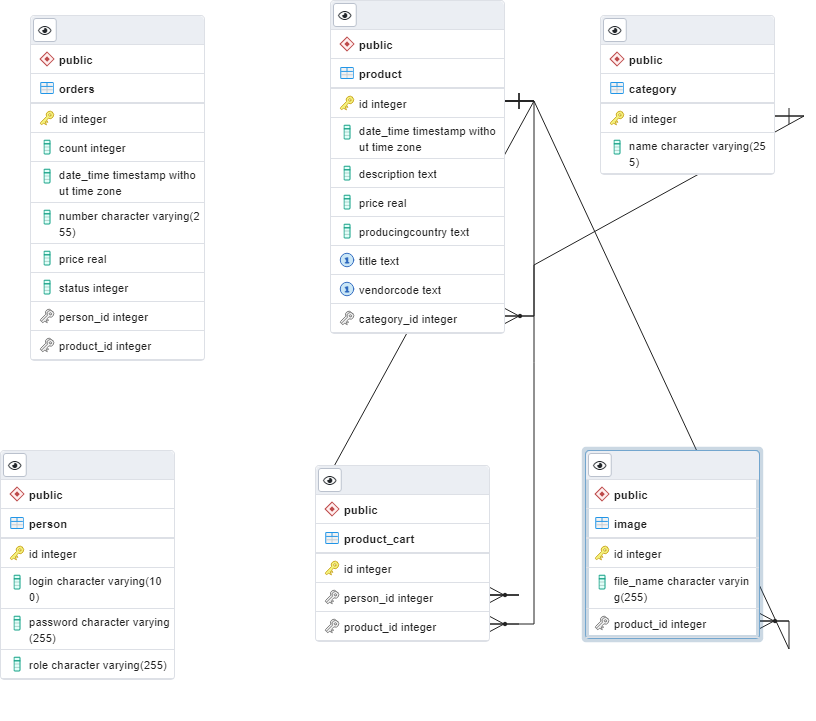 public
orders
id integer
count integer
date_time timestamp witho
ut time zone
number character varying(2
55)
price real
status integer
person_id integer
product_id integer
public
product
id integer
date_time timestamp witho
ut time zone
description text
price real
producingcountry text
1 title text
1 vendorcode text
category_id integer
public
category
id integer
name character varying(25
5)
public
person
id integer
login character varying(10
0)
password character varying
(255)
role character varying(255)
public
product_cart
id integer
person_id integer
product_id integer
public
image
id integer
file_name character varyin
g(255)
product_id integer